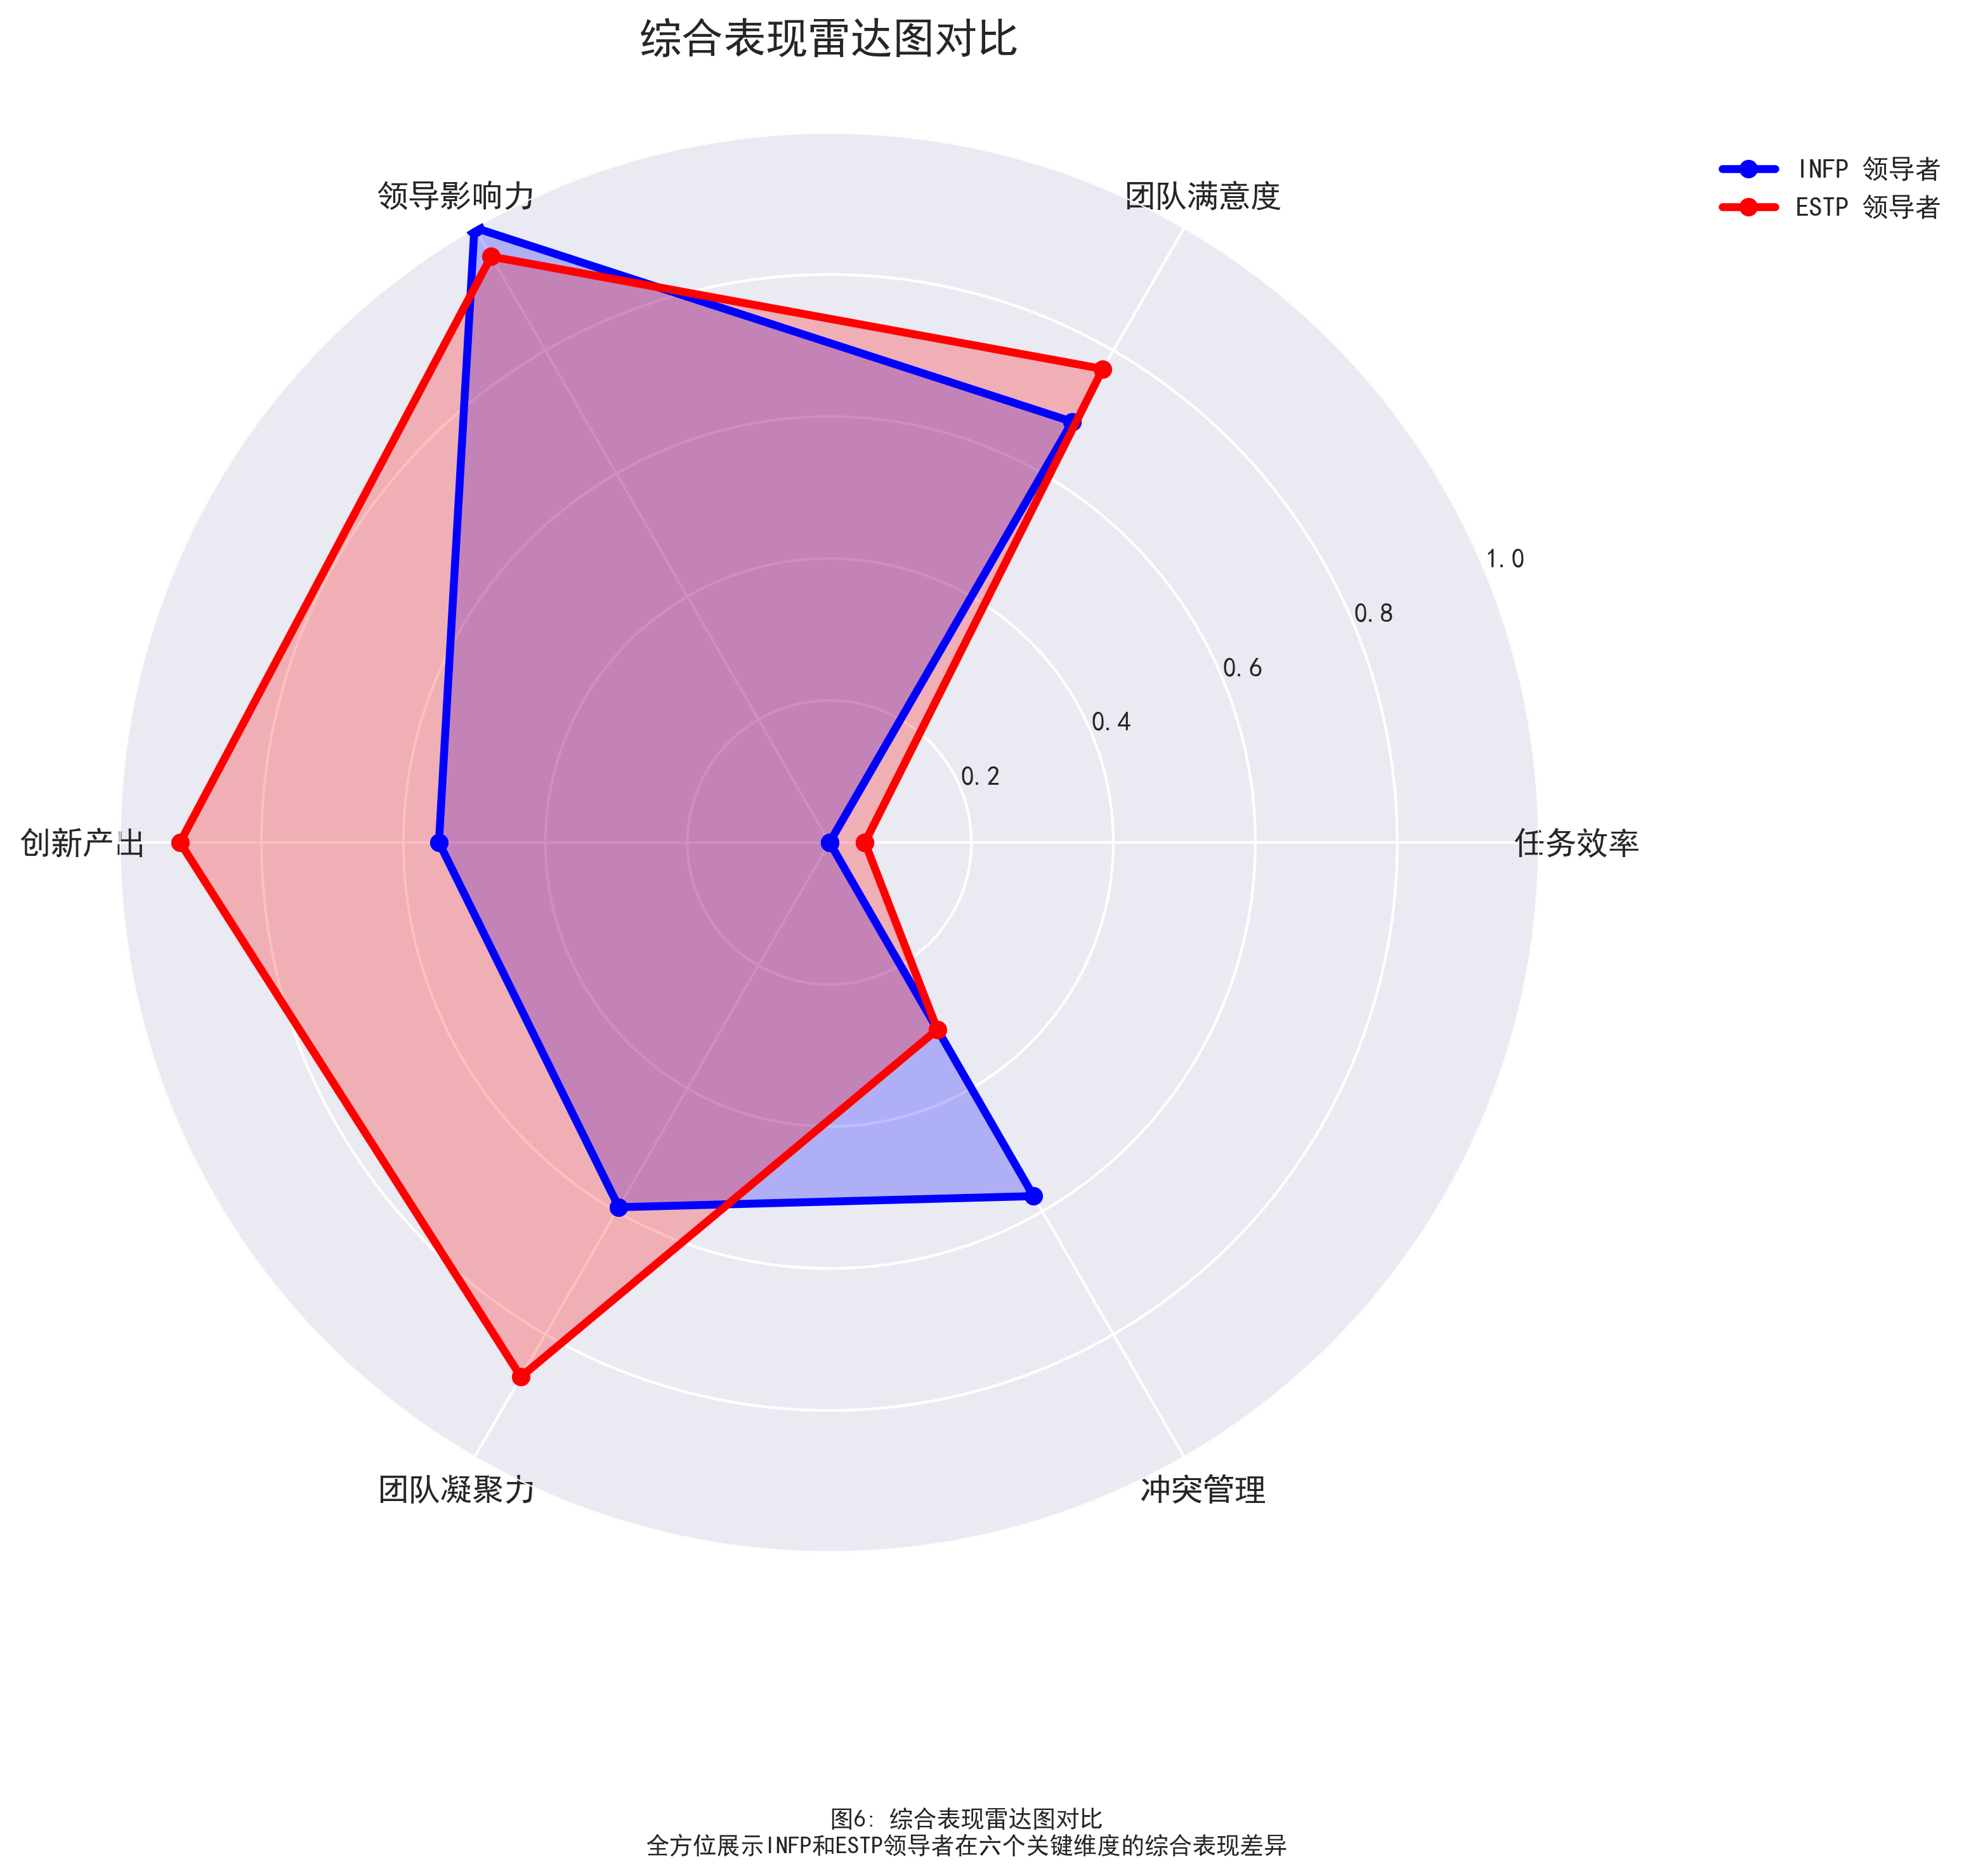 综合表现雷达图对比
INFP 领导者
ESTP 领导者
领导影响力
团队满意度
1.0
0.8
0.6
0.4
0.2
创新产出
任务效率
团队凝聚力
冲突管理
图6: 综合表现雷达图对比
全方位展示INFP和ESTP领导者在六个关键维度的综合表现差异